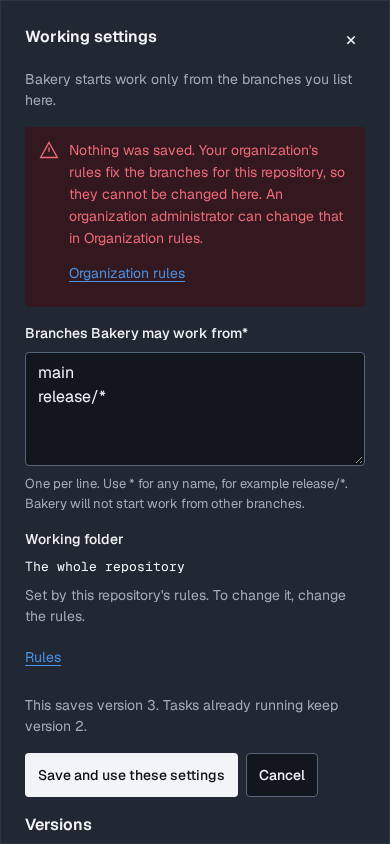 Working settings
×
Bakery starts work only from the branches you list
here.
Nothing was saved. Your organization's
rules fix the branches for this repository, so
they cannot be changed here. An
organization administrator can change that
in Organization rules.
Organization rules
Branches Bakery may work from*
main
release/*
One per line. Use * for any name, for example release/*.
Bakery will not start work from other branches.
Working folder
The whole repository
Set by this repository's rules. To change it, change
the rules.
Rules
This saves version 3. Tasks already running keep
version 2.
Save and use these settings
Cancel
Versions